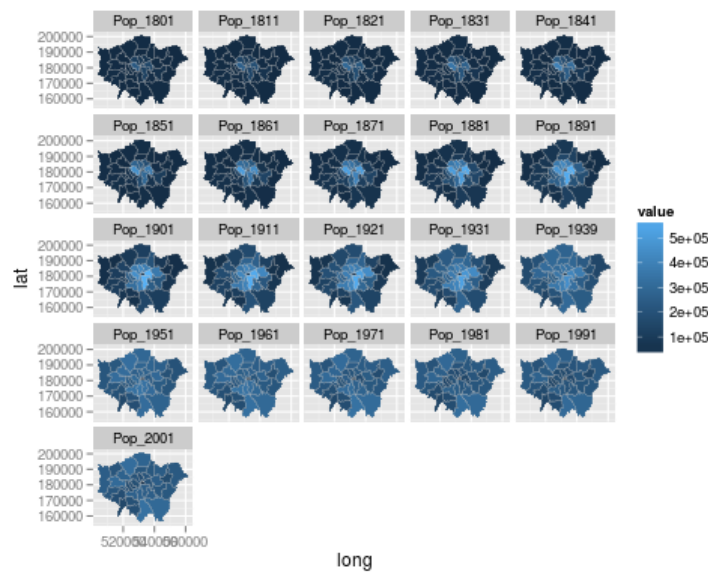 Pop_1801 Pop_1811 Pop_1821 Pop_1831 Pop_1841
200000
190000
180000
170000
160000
Pop_1851 Pop_1861 Pop_1871 Pop_1881 Pop_1891
200000
190000
180000
170000
160000
Pop_1901 Pop_1911 Pop_1921 Pop_1931 Pop_1939
200000
190000
180000
170000
160000
Pop_1951 Pop_1961 Pop_1971 Pop_1981 Pop_1991
200000
190000
180000
170000
160000
Pop_2001
200000
190000
180000
170000
160000
520000 540000 560000
long
lat
value
5e+05
4e+05
3e+05
2e+05
1e+05